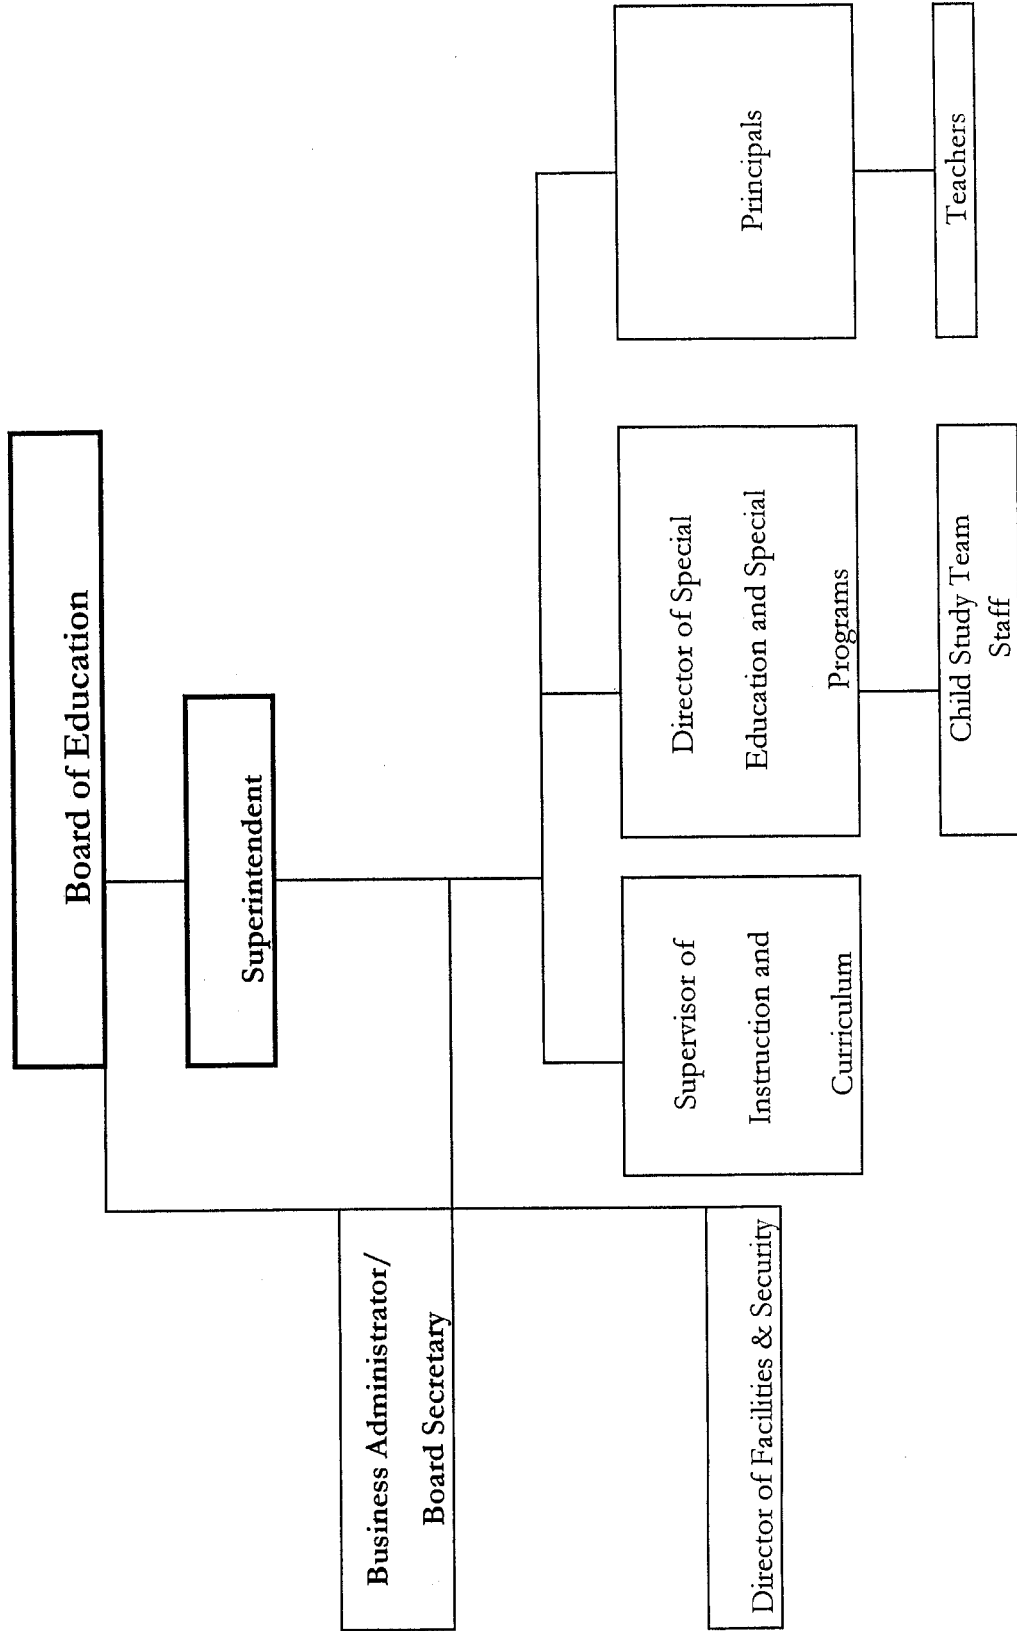 Board of Education
Superintendent
Business Administrator/
Board Secretary
Supervisor of
Instruction and
Curriculum
Director of Special
Education and Special
Programs
Principals
Director of Facilities & Security
Child Study Team
Staff
Teachers